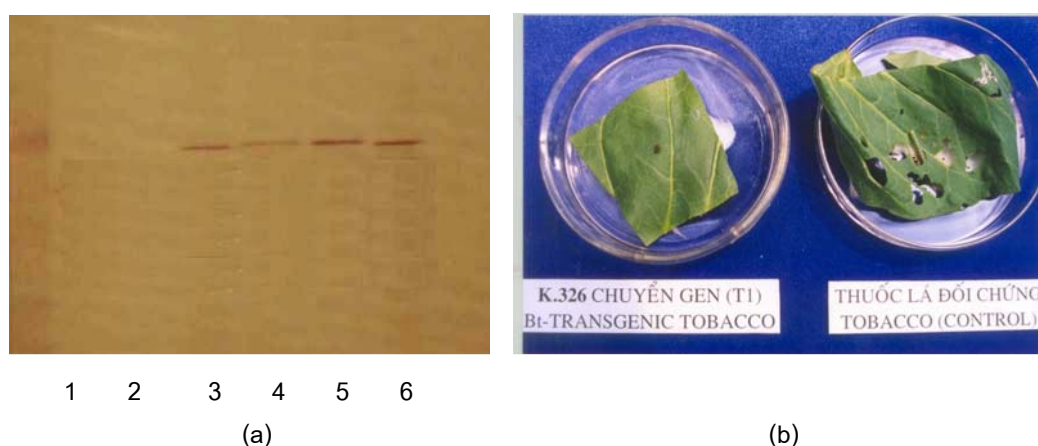 K.326 CHUYỂN GEN (T1)
Bt-TRANSGENIC TOBACCO
THUỐC LÁ ĐỐI CHỨNG
TOBACCO (CONTROL)
1 2 3 4 5 6
(a) (b)